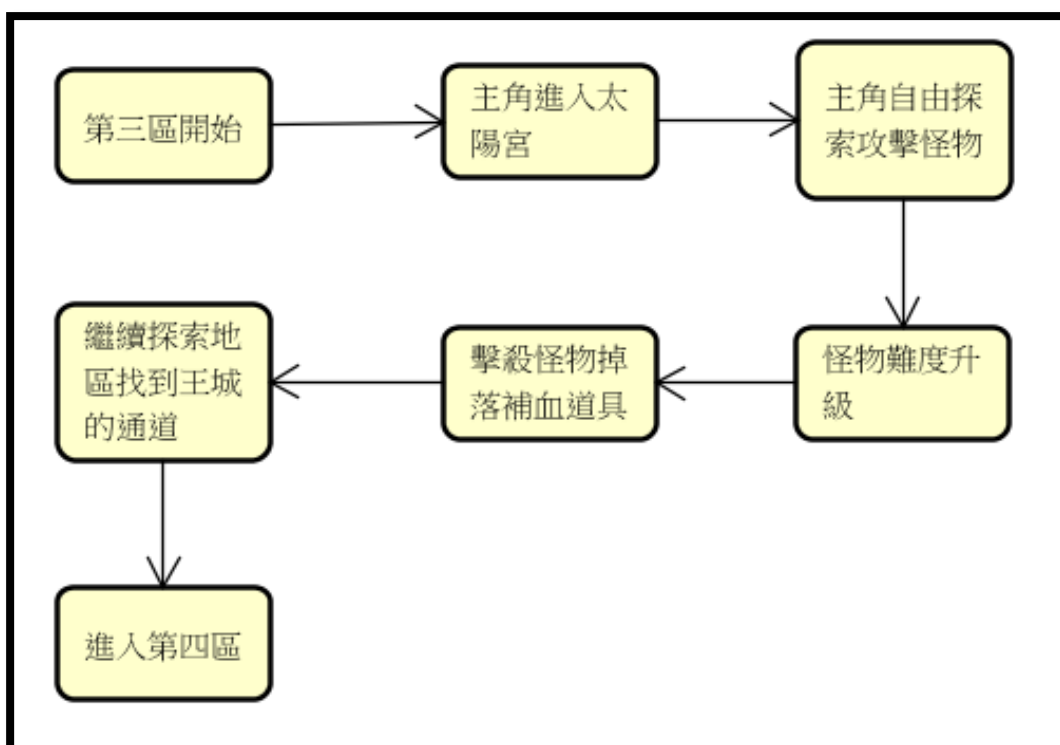 第三區開始
主角進入太
陽宮
主角自由探
索攻擊怪物
怪物難度升
級
擊殺怪物掉
落補血道具
繼續探索地
區找到王城
的通道
進入第四區